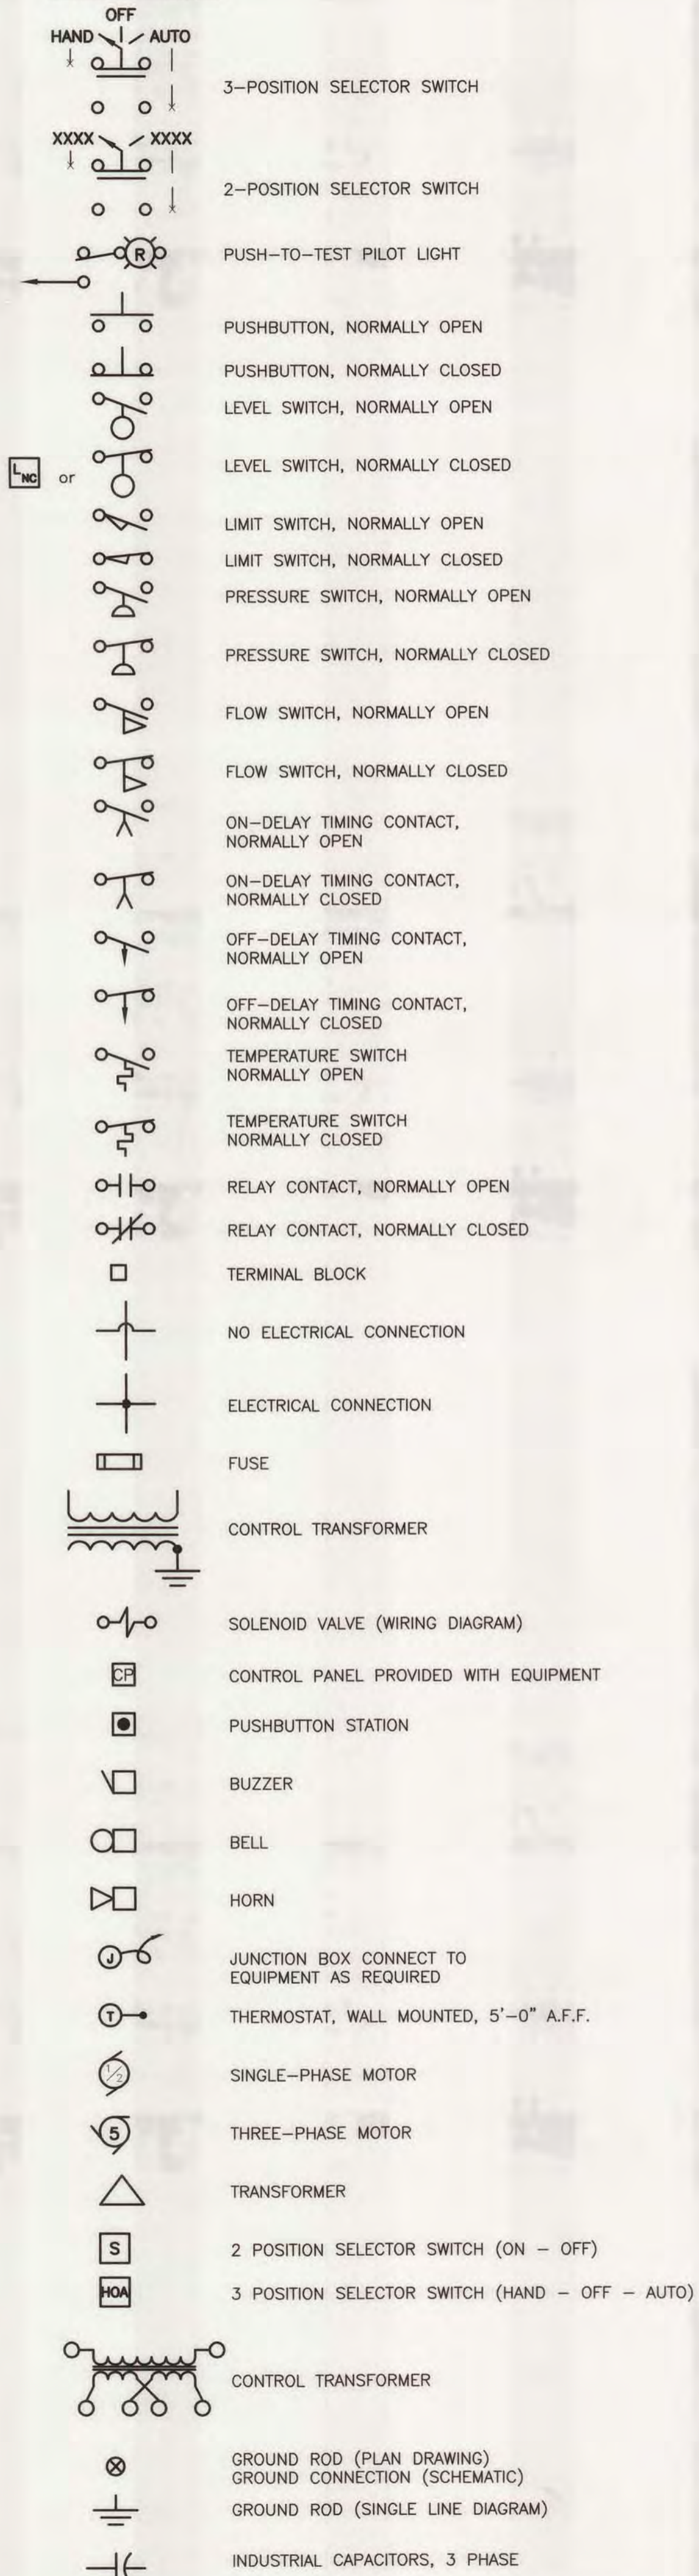 OFF
HAND AUTO
3-POSITION SELECTOR SWITCH
XXXX XXXX
2-POSITION SELECTOR SWITCH
R PUSH-TO-TEST PILOT LIGHT
PUSHBUTTON, NORMALLY OPEN
PUSHBUTTON, NORMALLY CLOSED
LEVEL SWITCH, NORMALLY OPEN
LNC or LEVEL SWITCH, NORMALLY CLOSED
LIMIT SWITCH, NORMALLY OPEN
LIMIT SWITCH, NORMALLY CLOSED
PRESSURE SWITCH, NORMALLY OPEN
PRESSURE SWITCH, NORMALLY CLOSED
FLOW SWITCH, NORMALLY OPEN
FLOW SWITCH, NORMALLY CLOSED
ON-DELAY TIMING CONTACT,
NORMALLY OPEN
ON-DELAY TIMING CONTACT,
NORMALLY CLOSED
OFF-DELAY TIMING CONTACT,
NORMALLY OPEN
OFF-DELAY TIMING CONTACT,
NORMALLY CLOSED
TEMPERATURE SWITCH
NORMALLY OPEN
TEMPERATURE SWITCH
NORMALLY CLOSED
RELAY CONTACT, NORMALLY OPEN
RELAY CONTACT, NORMALLY CLOSED
TERMINAL BLOCK
NO ELECTRICAL CONNECTION
ELECTRICAL CONNECTION
FUSE
CONTROL TRANSFORMER
SOLENOID VALVE (WIRING DIAGRAM)
CP CONTROL PANEL PROVIDED WITH EQUIPMENT
PUSHBUTTON STATION
BUZZER
BELL
HORN
J JUNCTION BOX CONNECT TO
EQUIPMENT AS REQUIRED
T THERMOSTAT, WALL MOUNTED, 5'-0" A.F.F.
1/2 SINGLE-PHASE MOTOR
5 THREE-PHASE MOTOR
TRANSFORMER
S 2 POSITION SELECTOR SWITCH (ON - OFF)
HOA 3 POSITION SELECTOR SWITCH (HAND - OFF - AUTO)
CONTROL TRANSFORMER
GROUND ROD (PLAN DRAWING)
GROUND CONNECTION (SCHEMATIC)
GROUND ROD (SINGLE LINE DIAGRAM)
INDUSTRIAL CAPACITORS, 3 PHASE